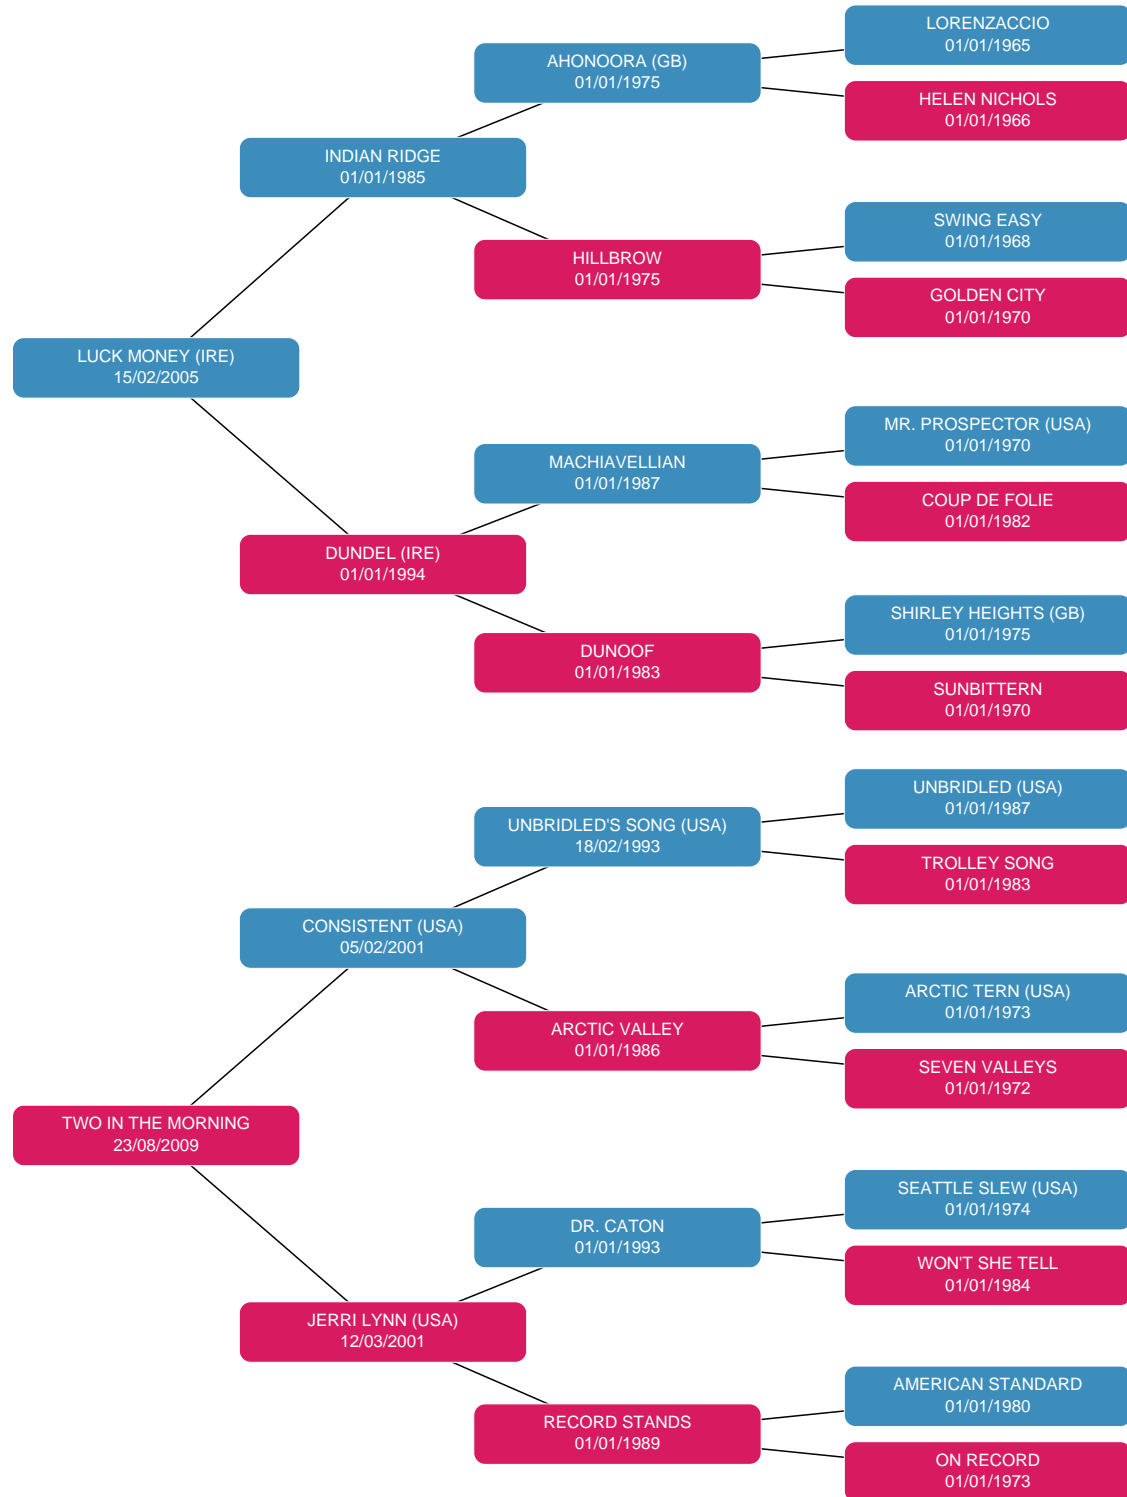 LORENZACCIO
01/01/1965
AHONOORA (GB)
01/01/1975
HELEN NICHOLS
01/01/1966
INDIAN RIDGE
01/01/1985
SWING EASY
01/01/1968
HILLBROW
01/01/1975
GOLDEN CITY
01/01/1970
LUCK MONEY (IRE)
15/02/2005
MR. PROSPECTOR (USA)
01/01/1970
MACHIAVELLIAN
01/01/1987
COUP DE FOLIE
01/01/1982
DUNDEL (IRE)
01/01/1994
SHIRLEY HEIGHTS (GB)
01/01/1975
DUNOOF
01/01/1983
SUNBITTERN
01/01/1970
UNBRIDLED (USA)
01/01/1987
UNBRIDLED'S SONG (USA)
18/02/1993
TROLLEY SONG
01/01/1983
CONSISTENT (USA)
05/02/2001
ARCTIC TERN (USA)
01/01/1973
ARCTIC VALLEY
01/01/1986
SEVEN VALLEYS
01/01/1972
TWO IN THE MORNING
23/08/2009
SEATTLE SLEW (USA)
01/01/1974
DR. CATON
01/01/1993
WON'T SHE TELL
01/01/1984
JERRI LYNN (USA)
12/03/2001
AMERICAN STANDARD
01/01/1980
RECORD STANDS
01/01/1989
ON RECORD
01/01/1973